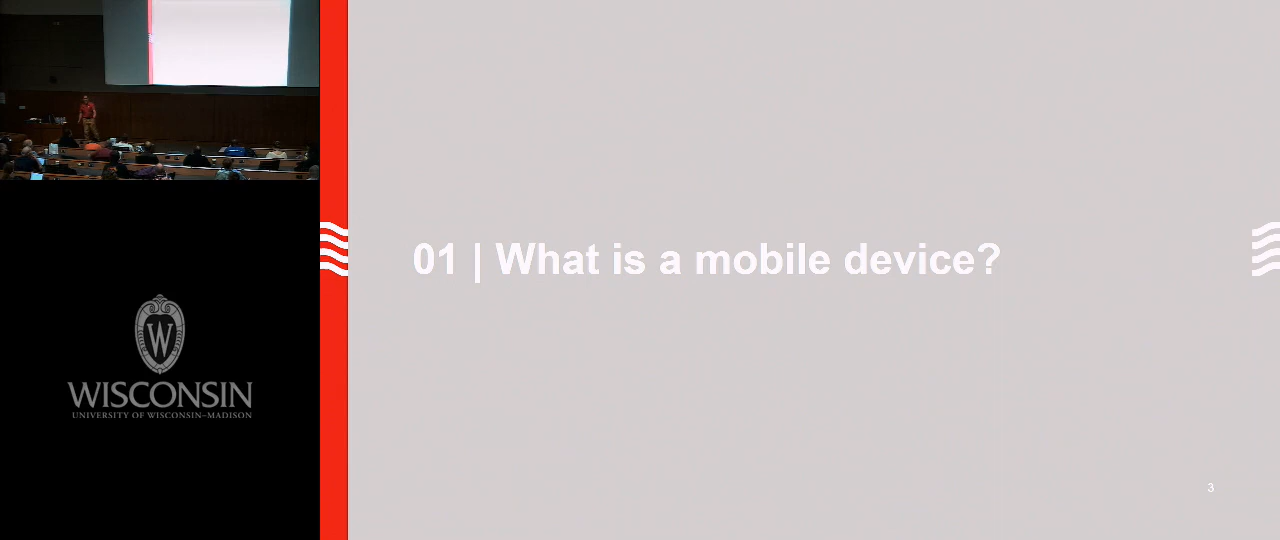 01 | What is a mobile device?
W
WISCONSIN
UNIVERSITY OF WISCONSIN–MADISON
3